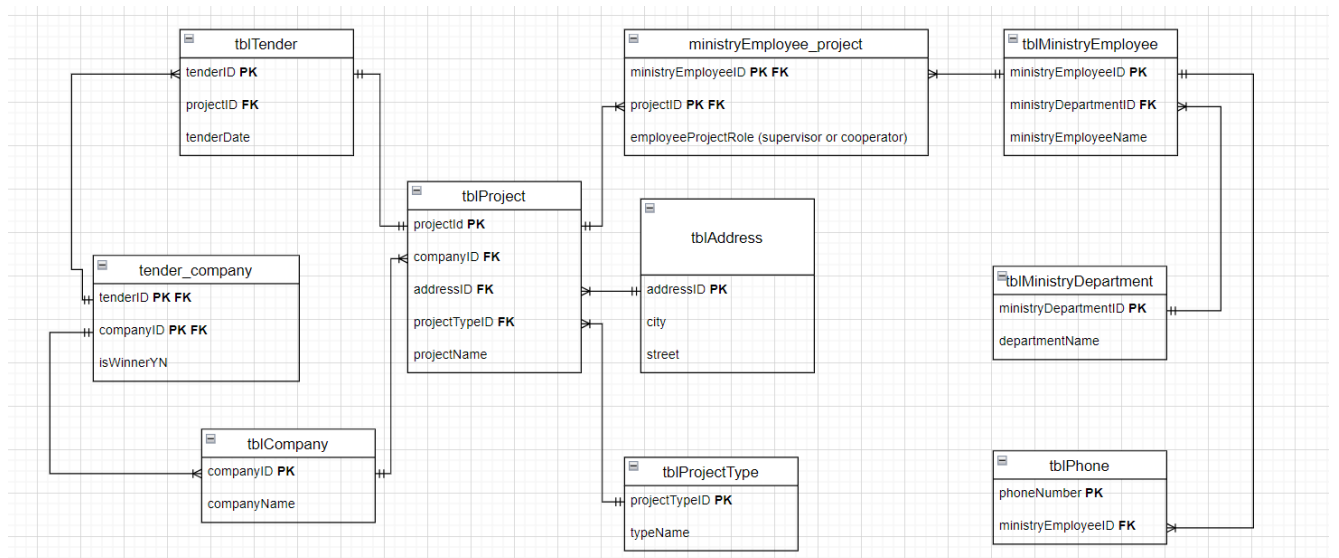 tblTender
tenderID PK
projectID FK
tenderDate
ministryEmployee_project
ministryEmployeeID PK FK
projectID PK FK
employeeProjectRole (supervisor or cooperator)
tblMinistryEmployee
ministryEmployeeID PK
ministryDepartmentID FK
ministryEmployeeName
tblProject
projectId PK
companyID FK
addressID FK
projectTypeID FK
projectName
tblAddress
addressID PK
city
street
tender_company
tenderID PK FK
companyID PK FK
isWinnerYN
tblMinistryDepartment
ministryDepartmentID PK
departmentName
tblCompany
companyID PK
companyName
tblProjectType
projectTypeID PK
typeName
tblPhone
phoneNumber PK
ministryEmployeeID FK